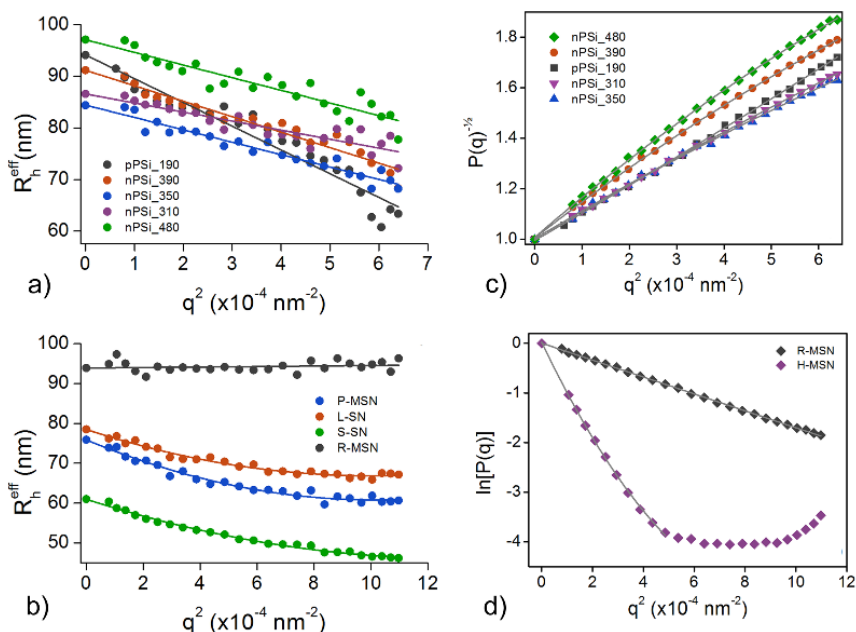 100
90
80
70
60
R_h^eff (nm)
pPSi_190
nPSi_390
nPSi_350
nPSi_310
nPSi_480
0 1 2 3 4 5 6 7
a)
q² (x10⁻⁴ nm⁻²)
1.8
1.6
1.4
1.2
1.0
P(q)^-½
nPSi_480
nPSi_390
pPSi_190
nPSi_310
nPSi_350
0 1 2 3 4 5 6
c)
q² (x10⁻⁴ nm⁻²)
100
90
80
70
60
50
R_h^eff (nm)
P-MSN
L-SN
S-SN
R-MSN
0 2 4 6 8 10 12
b)
q² (x10⁻⁴ nm⁻²)
0
-1
-2
-3
-4
ln[P(q)]
R-MSN
H-MSN
0 2 4 6 8 10 12
d)
q² (x10⁻⁴ nm⁻²)